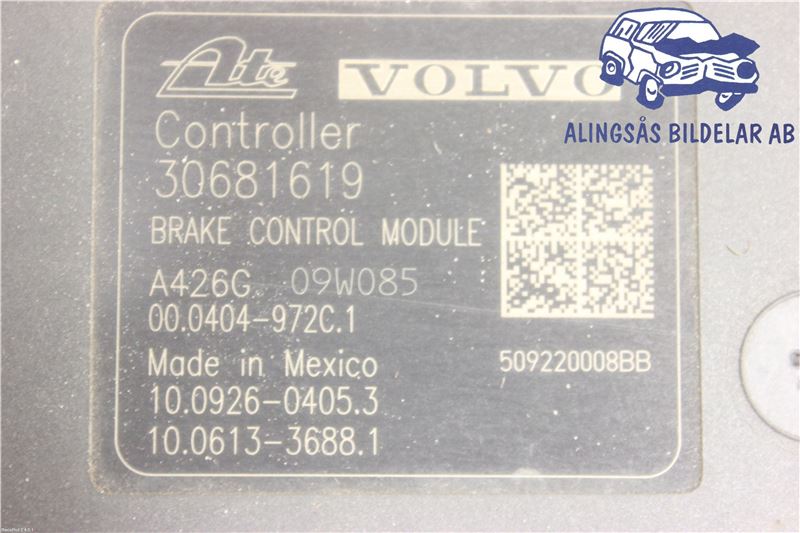 Ate VOLVO
ALINGSÅS BILDELAR AB
Controller
30681619
BRAKE CONTROL MODULE
A426G 09W085
00.0404-972C.1
Made in Mexico
509220008BB
10.0926-0405.3
10.0613-3688.1